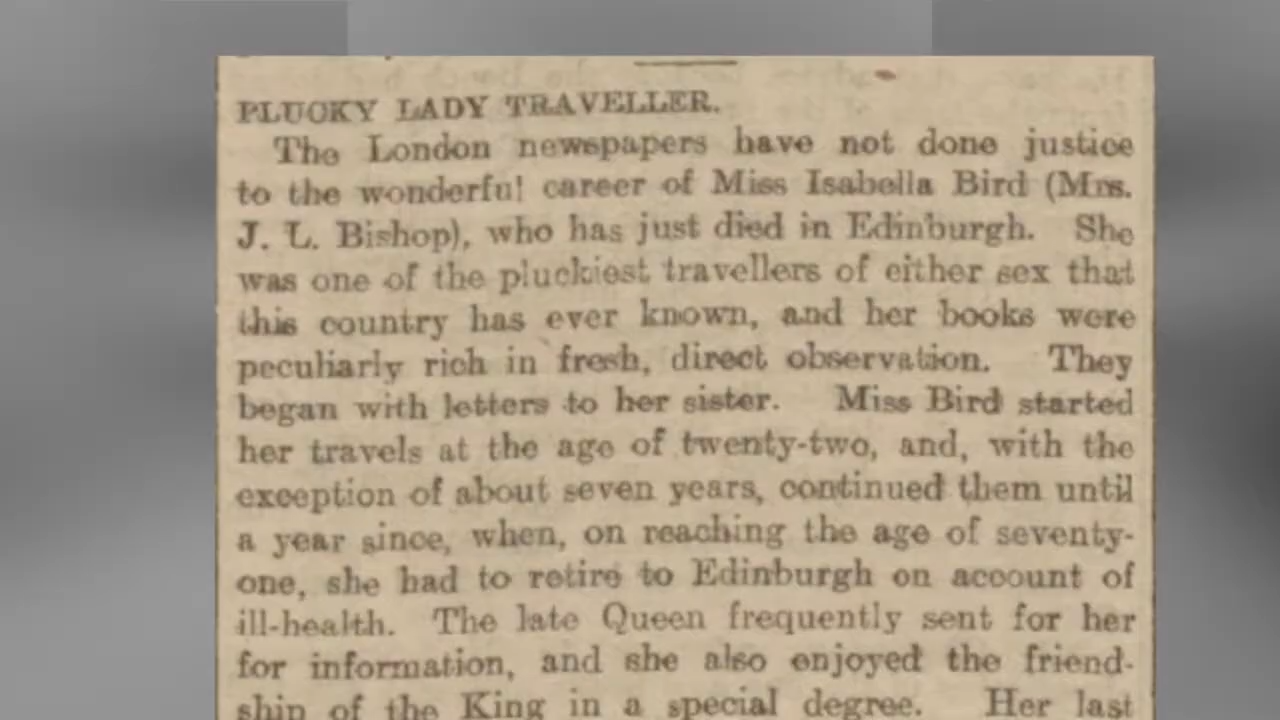 PLUCKY LADY TRAVELLER.
The London newspapers have not done justice
to the wonderful career of Miss Isabella Bird (Mrs.
J. L. Bishop), who has just died in Edinburgh. She
was one of the pluckiest travellers of either sex that
this country has ever known, and her books were
peculiarly rich in fresh, direct observation. They
began with letters to her sister. Miss Bird started
her travels at the age of twenty-two, and, with the
exception of about seven years, continued them until
a year since, when, on reaching the age of seventy-
one, she had to retire to Edinburgh on account of
ill-health. The late Queen frequently sent for her
for information, and she also enjoyed the friend-
ship of the King in a special degree. Her last